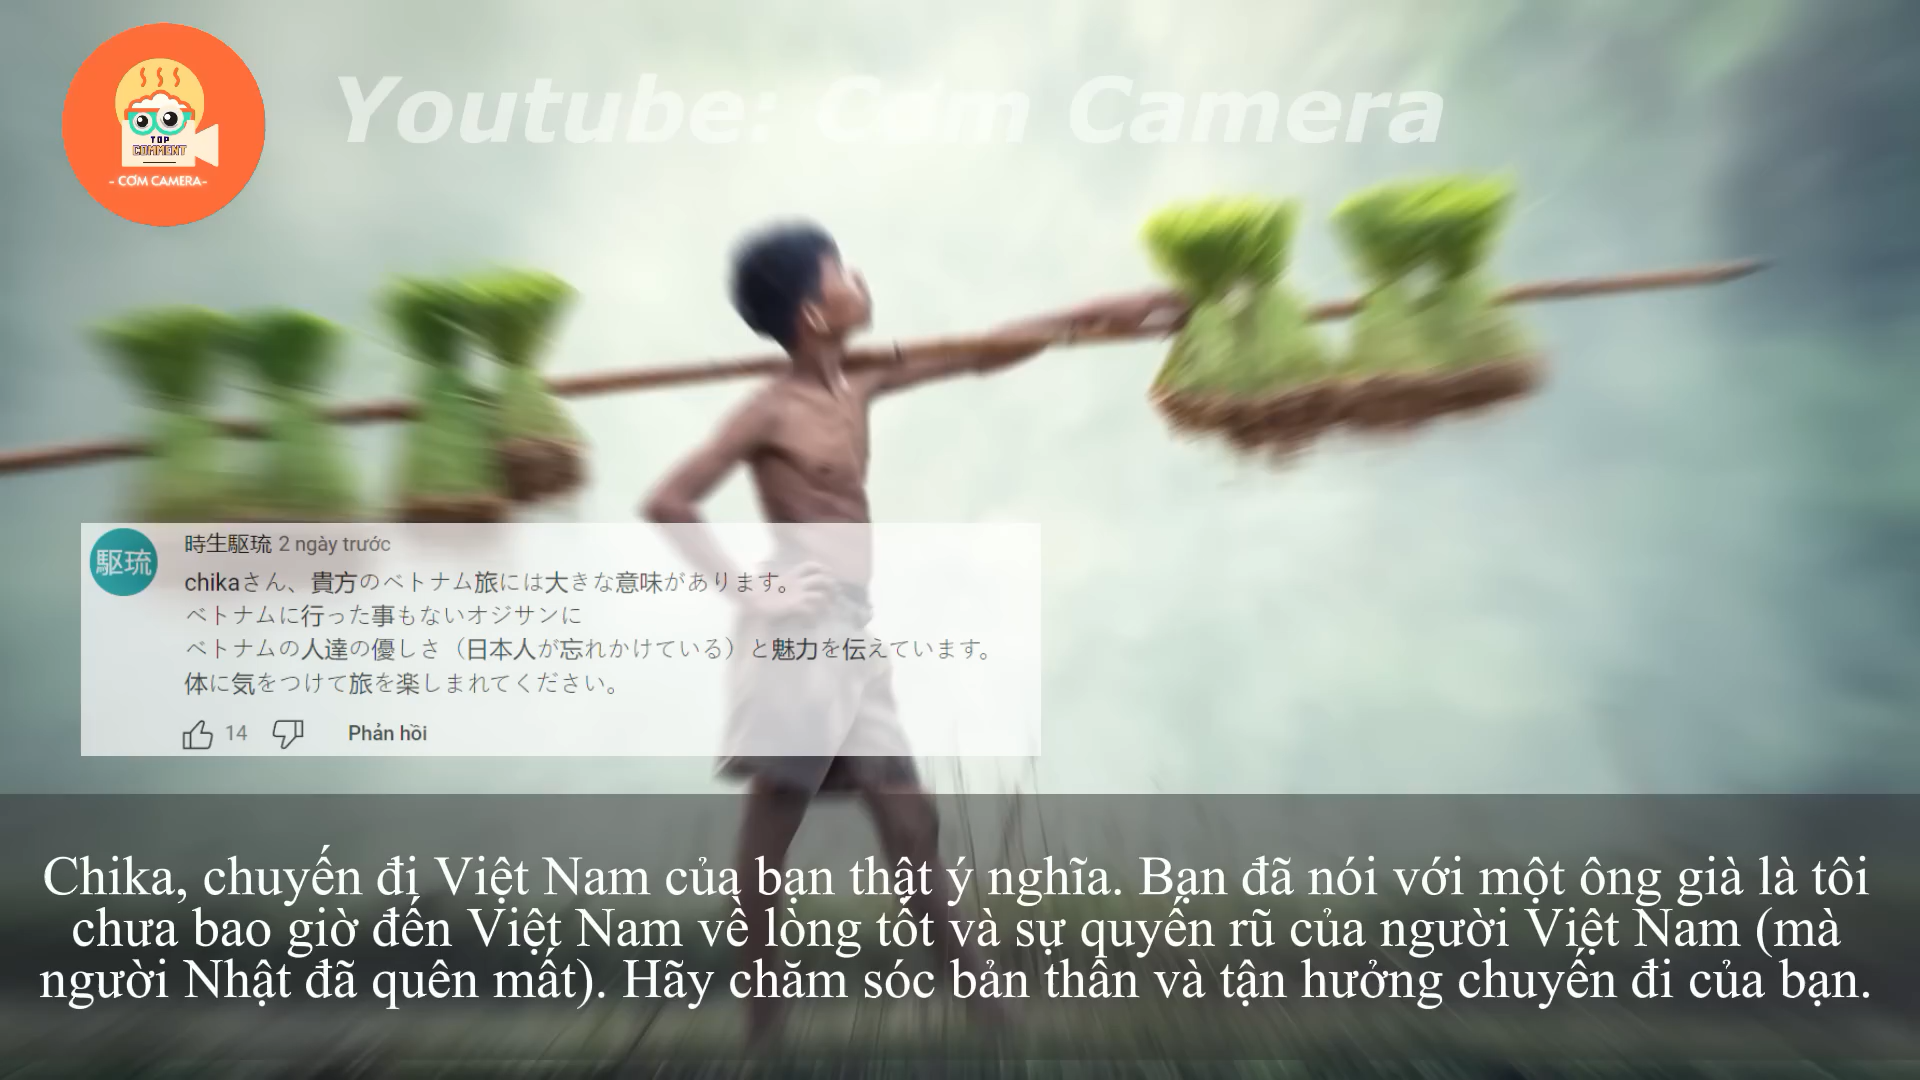 TOP
COMMENT
- CƠM CAMERA-
Youtube: Cơm Camera
駆琉
時生駆琉 2 ngày trước
chikaさん、貴方のベトナム旅には大きな意味があります。
ベトナムに行った事もないオジサンに
ベトナムの人達の優しさ（日本人が忘れかけている）と魅力を伝えています。
体に気をつけて旅を楽しまれてください。
14
Phản hồi
Chika, chuyến đi Việt Nam của bạn thật ý nghĩa. Bạn đã nói với một ông già là tôi
chưa bao giờ đến Việt Nam về lòng tốt và sự quyến rũ của người Việt Nam (mà
người Nhật đã quên mất). Hãy chăm sóc bản thân và tận hưởng chuyến đi của bạn.